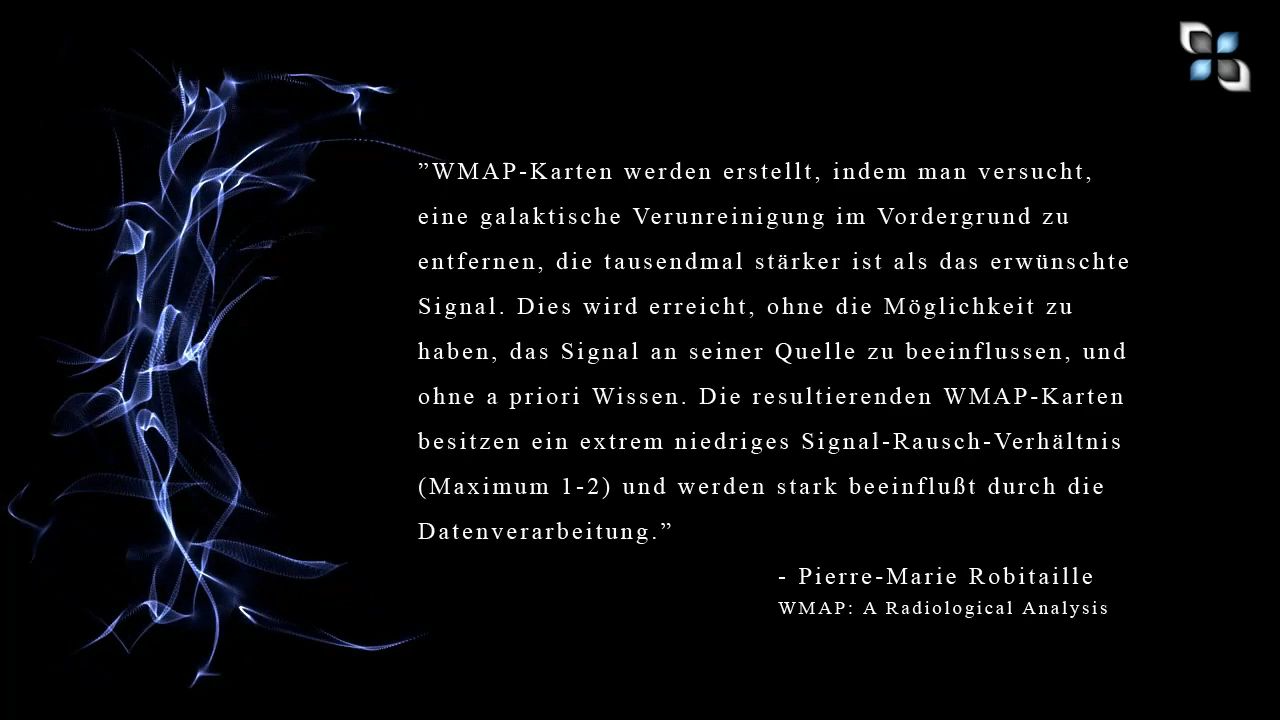 ”WMAP-Karten werden erstellt, indem man versucht,
eine galaktische Verunreinigung im Vordergrund zu
entfernen, die tausendmal stärker ist als das erwünschte
Signal. Dies wird erreicht, ohne die Möglichkeit zu
haben, das Signal an seiner Quelle zu beeinflussen, und
ohne a priori Wissen. Die resultierenden WMAP-Karten
besitzen ein extrem niedriges Signal-Rausch-Verhältnis
(Maximum 1-2) und werden stark beeinflußt durch die
Datenverarbeitung.”
- Pierre-Marie Robitaille
WMAP: A Radiological Analysis